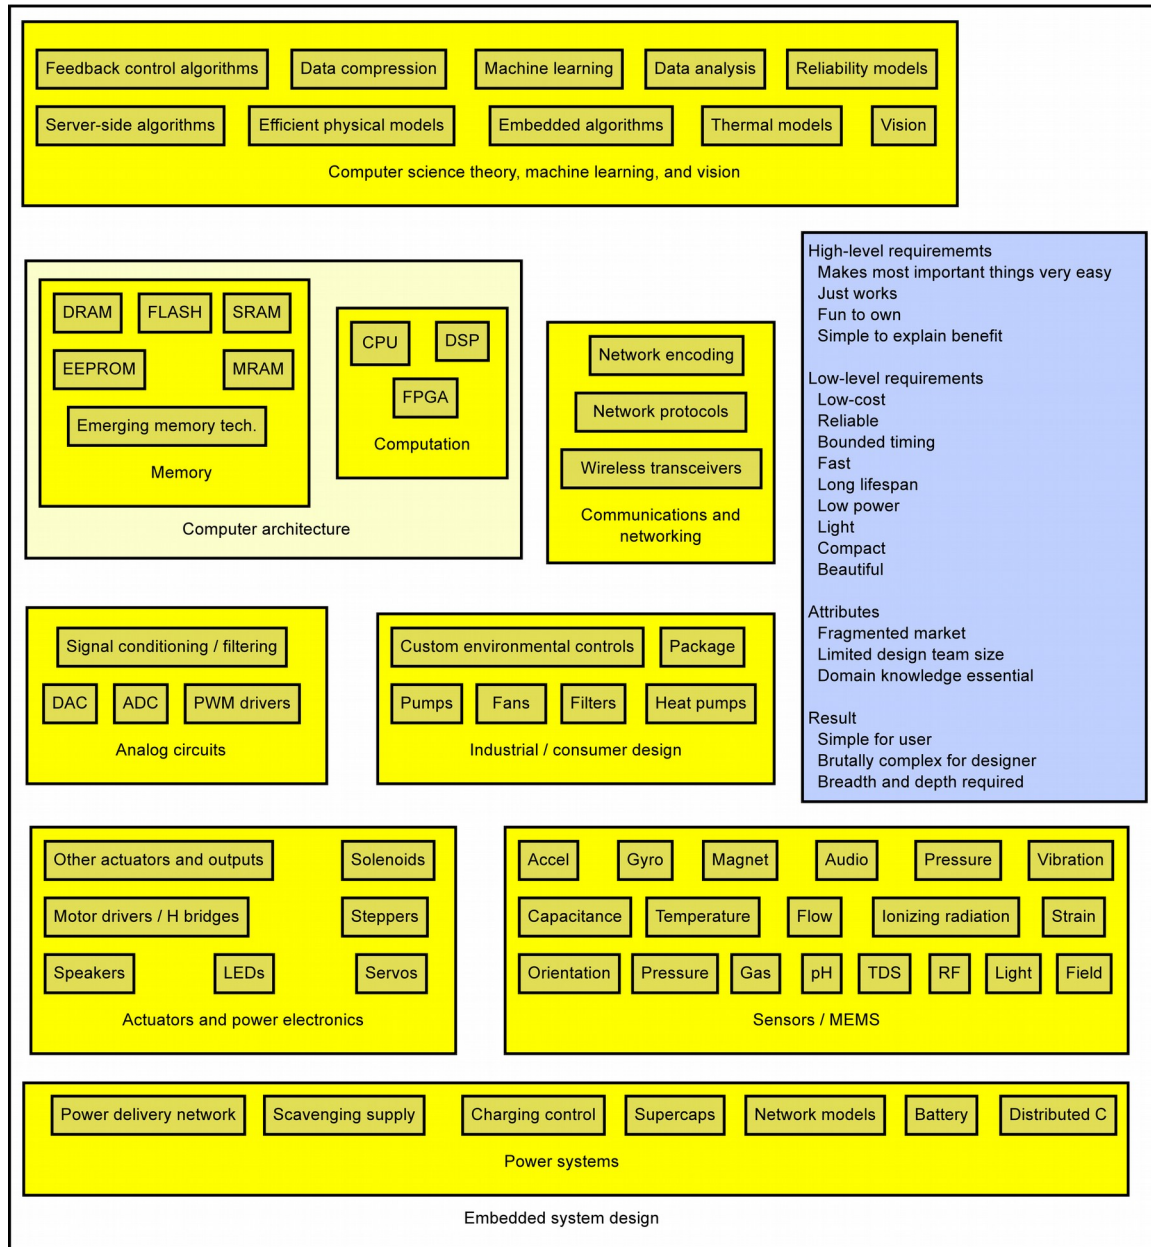 Feedback control algorithms
Data compression
Machine learning
Data analysis
Reliability models
Server-side algorithms
Efficient physical models
Embedded algorithms
Thermal models
Vision
Computer science theory, machine learning, and vision
DRAM
FLASH
SRAM
EEPROM
MRAM
Emerging memory tech.
Memory
CPU
DSP
FPGA
Computation
Computer architecture
Network encoding
Network protocols
Wireless transceivers
Communications and
networking
High-level requirememts
Makes most important things very easy
Just works
Fun to own
Simple to explain benefit
Low-level requirements
Low-cost
Reliable
Bounded timing
Fast
Long lifespan
Low power
Light
Compact
Beautiful
Attributes
Fragmented market
Limited design team size
Domain knowledge essential
Result
Simple for user
Brutally complex for designer
Breadth and depth required
Signal conditioning / filtering
DAC
ADC
PWM drivers
Analog circuits
Custom environmental controls
Package
Pumps
Fans
Filters
Heat pumps
Industrial / consumer design
Other actuators and outputs
Solenoids
Motor drivers / H bridges
Steppers
Speakers
LEDs
Servos
Actuators and power electronics
Accel
Gyro
Magnet
Audio
Pressure
Vibration
Capacitance
Temperature
Flow
Ionizing radiation
Strain
Orientation
Pressure
Gas
pH
TDS
RF
Light
Field
Sensors / MEMS
Power delivery network
Scavenging supply
Charging control
Supercaps
Network models
Battery
Distributed C
Power systems
Embedded system design